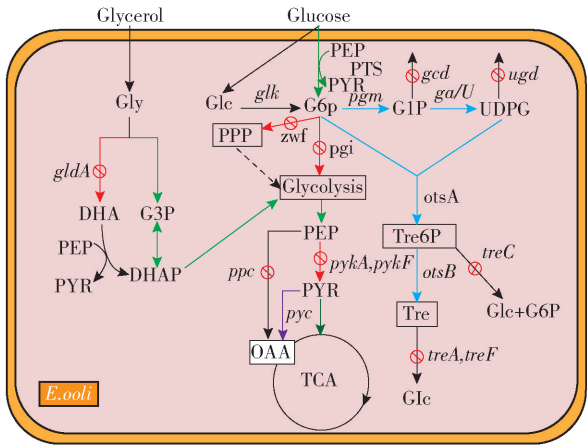 Glycerol
Glucose
PEP
PTS
PYR
gcd
ugd
Gly
Glc
glk
G6p
pgm
G1P
ga/U
UDPG
PPP
zwf
pgi
gldA
Glycolysis
otsA
DHA
G3P
PEP
Tre6P
treC
PEP
DHAP
ppc
pykA,pykF
otsB
PYR
PYR
Glc+G6P
pyc
Tre
OAA
treA,treF
TCA
GIc
E.ooli